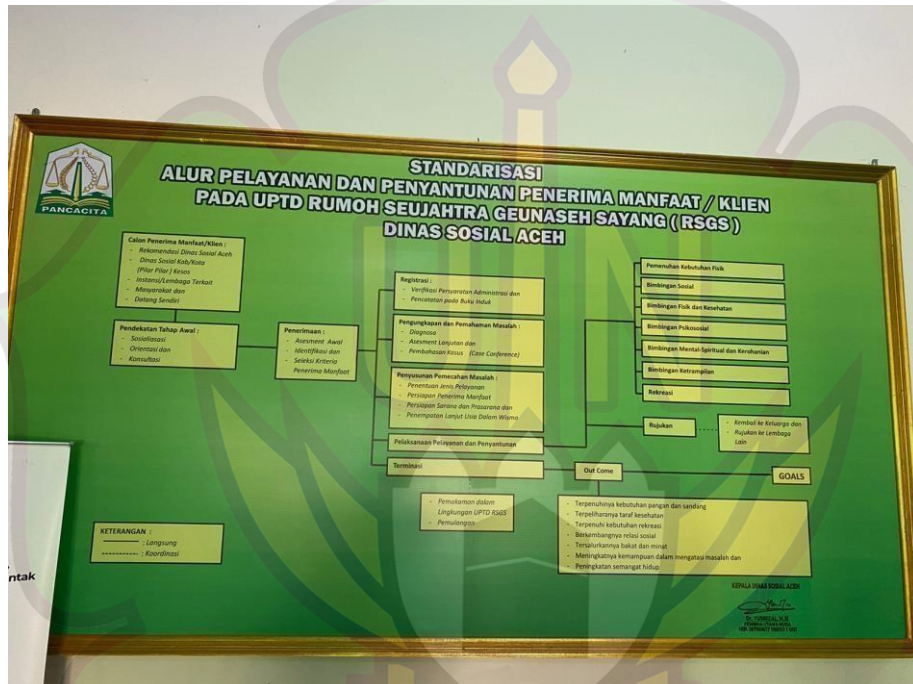 STANDARISASI
ALUR PELAYANAN DAN PENYANTUNAN PENERIMA MANFAAT / KLIEN
PADA UPTD RUMOH SEUJAHTRA GEUNASEH SAYANG ( RSGS )
DINAS SOSIAL ACEH
PANCACITA
Calon Penerima Manfaat/Klien :
- Rekomendasi Dinas Sosial Aceh
- Dinas Sosial Kab/Kota
(Pilar Pilar ) Kesos
- Instansi/Lembaga Terkait
- Masyarakat dan
- Datang Sendiri
Pendekatan Tahap Awal :
- Sosialisasi
- Orientasi dan
- Konsultasi
Penerimaan :
- Asesment Awal
- Identifikasi dan
- Seleksi Kriteria
Penerima Manfaat
Registrasi :
- Verifikasi Persyaratan Administrasi dan
- Pencatatan pada Buku Induk
Pengungkapan dan Pemahaman Masalah :
- Diagnosa
- Asesment Lanjutan dan
- Pembahasan Kasus (Case Conference)
Penyusunan Pemecahan Masalah :
- Penentuan Jenis Pelayanan
- Persiapan Penerima Manfaat
- Persiapan Sarana dan Prasarana dan
- Penempatan Lanjut Usia Dalam Wisma
Pelaksanaan Pelayanan dan Penyantunan
Terminasi
- Pemakaman dalam
Lingkungan UPTD RSGS
- Pemulangan
Pemenuhan Kebutuhan Fisik
Bimbingan Sosial
Bimbingan Fisik dan Kesehatan
Bimbingan Psikososial
Bimbingan Mental-Spiritual dan Kerohanian
Bimbingan Ketrampilan
Rekreasi
Rujukan
- Kembali ke Keluarga dan
- Rujukan ke Lembaga
Lain
Out Come
GOALS
- Terpenuhinya kebutuhan pangan dan sandang
- Terpeliharanya taraf kesehatan
- Terpenuhi kebutuhan rekreasi
- Berkembangnya relasi sosial
- Tersalurkannya bakat dan minat
- Meningkatnya kemampuan dalam mengatasi masalah dan
- Peningkatan semangat hidup
KETERANGAN :
: Langsung
: Koordinasi
KEPALA DINAS SOSIAL ACEH
ntak
UIN